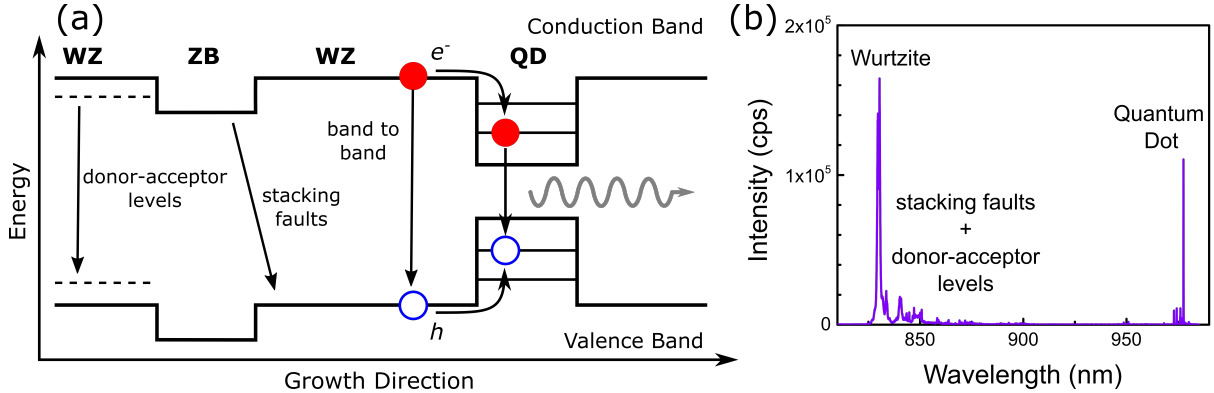 (a)
Conduction Band
WZ ZB WZ e⁻ QD
band to
band
donor-acceptor
levels
stacking
faults
h
Valence Band
Energy
Growth Direction
(b)
2x10⁵
1x10⁵
0
Intensity (cps)
Wurtzite
Quantum
Dot
stacking faults
+
donor-acceptor
levels
850 900 950
Wavelength (nm)